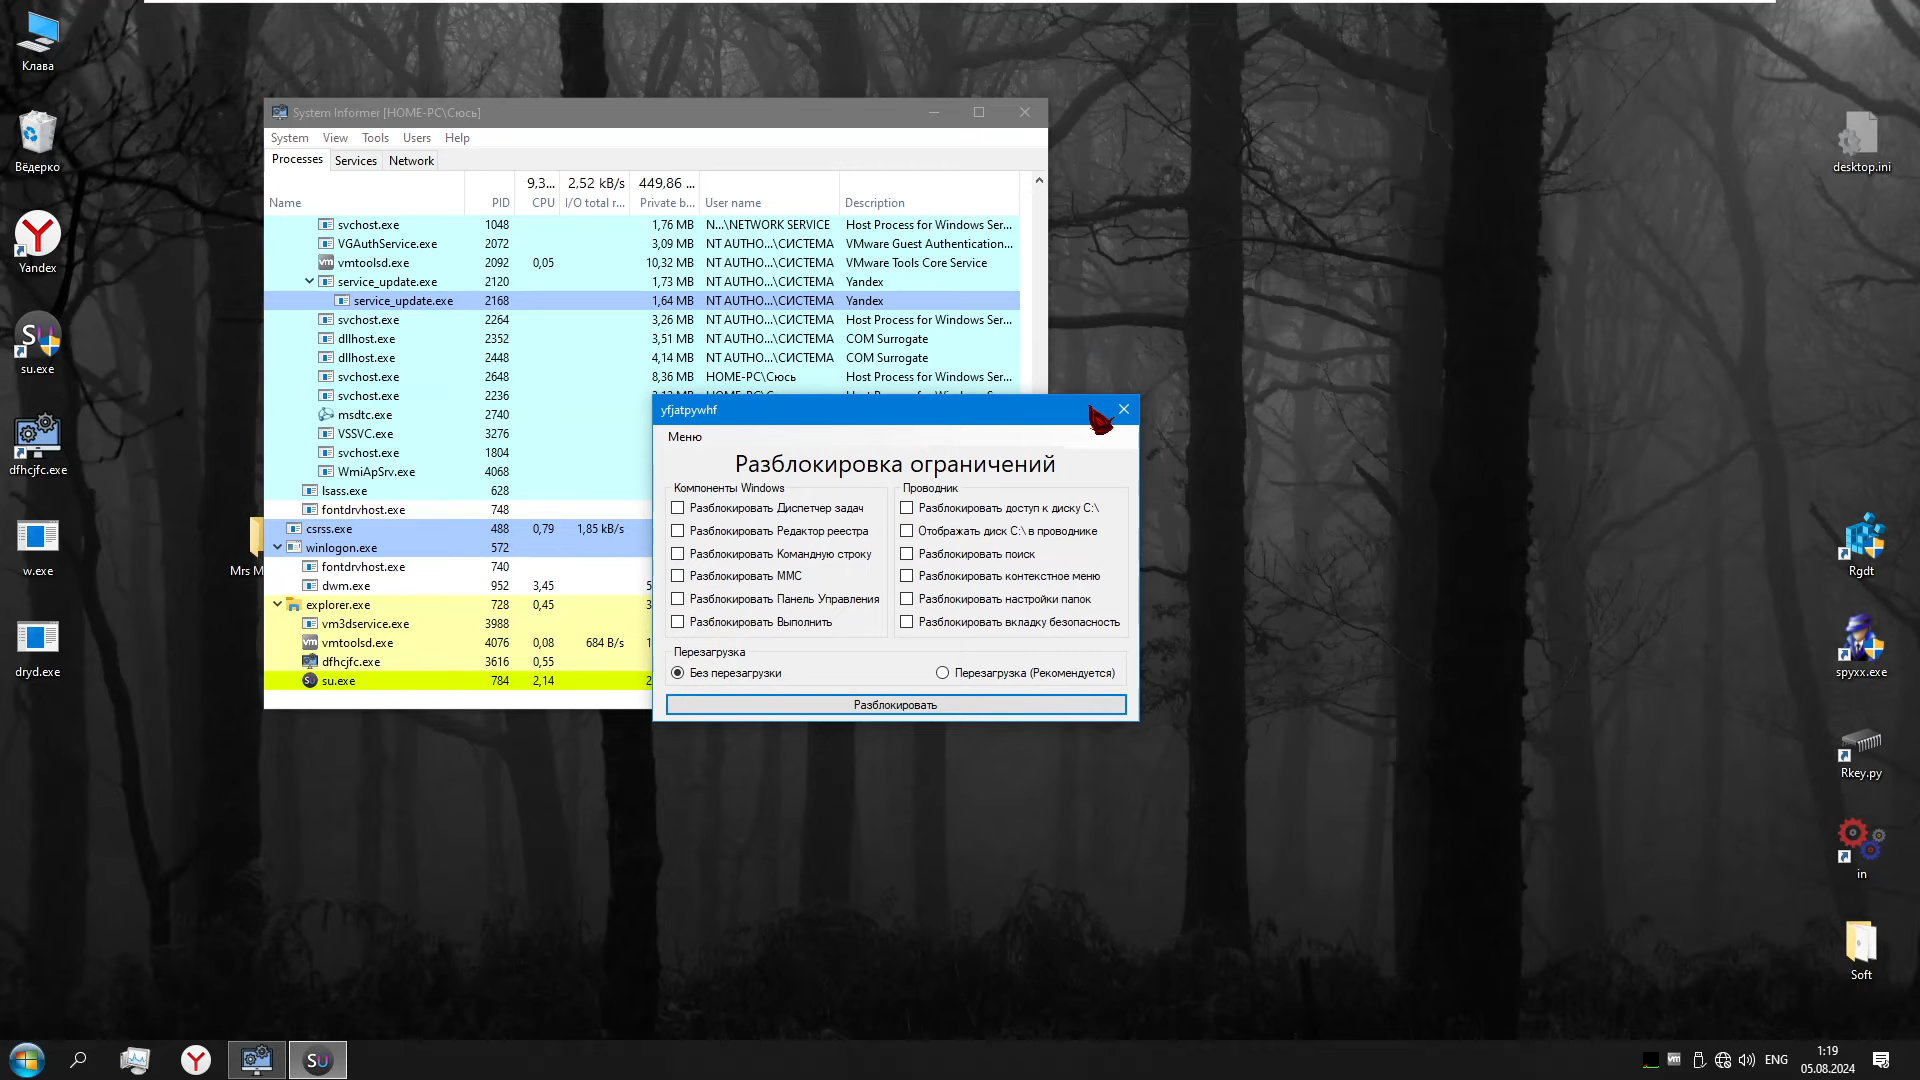 Клава
Вёдерко
Yandex
su.exe
dfhcjfc.exe
w.exe
dryd.exe
Mrs M
System Informer [HOME-PC\Сюсь]
System View Tools Users Help
Processes Services Network
9,3... 2,52 kB/s 449,86 ...
Name PID CPU I/O total r... Private b... User name Description
svchost.exe 1048 1,76 MB N...\NETWORK SERVICE Host Process for Windows Ser...
VGAuthService.exe 2072 3,09 MB NT AUTHO...\СИСТЕМА VMware Guest Authentication...
vmtoolsd.exe 2092 0,05 10,32 MB NT AUTHO...\СИСТЕМА VMware Tools Core Service
service_update.exe 2120 1,73 MB NT AUTHO...\СИСТЕМА Yandex
service_update.exe 2168 1,64 MB NT AUTHO...\СИСТЕМА Yandex
svchost.exe 2264 3,26 MB NT AUTHO...\СИСТЕМА Host Process for Windows Ser...
dllhost.exe 2352 3,51 MB NT AUTHO...\СИСТЕМА COM Surrogate
dllhost.exe 2448 4,14 MB NT AUTHO...\СИСТЕМА COM Surrogate
svchost.exe 2648 8,36 MB HOME-PC\Сюсь Host Process for Windows Ser...
svchost.exe 2236
msdtc.exe 2740
VSSVC.exe 3276
svchost.exe 1804
WmiApSrv.exe 4068
lsass.exe 628
fontdrvhost.exe 748
csrss.exe 488 0,79 1,85 kB/s
winlogon.exe 572
fontdrvhost.exe 740
dwm.exe 952 3,45 5
explorer.exe 728 0,45 3
vm3dservice.exe 3988
vmtoolsd.exe 4076 0,08 684 B/s 1
dfhcjfc.exe 3616 0,55
su.exe 784 2,14 2
yfjatpywhf
Меню
Разблокировка ограничений
Компоненты Windows
Разблокировать Диспетчер задач
Разблокировать Редактор реестра
Разблокировать Командную строку
Разблокировать MMC
Разблокировать Панель Управления
Разблокировать Выполнить
Проводник
Разблокировать доступ к диску C:\
Отображать диск C:\ в проводнике
Разблокировать поиск
Разблокировать контекстное меню
Разблокировать настройки папок
Разблокировать вкладку безопасность
Перезагрузка
Без перезагрузки Перезагрузка (Рекомендуется)
Разблокировать
desktop.ini
Rgdt
spyxx.exe
Rkey.py
in
Soft
ENG
1:19
05.08.2024